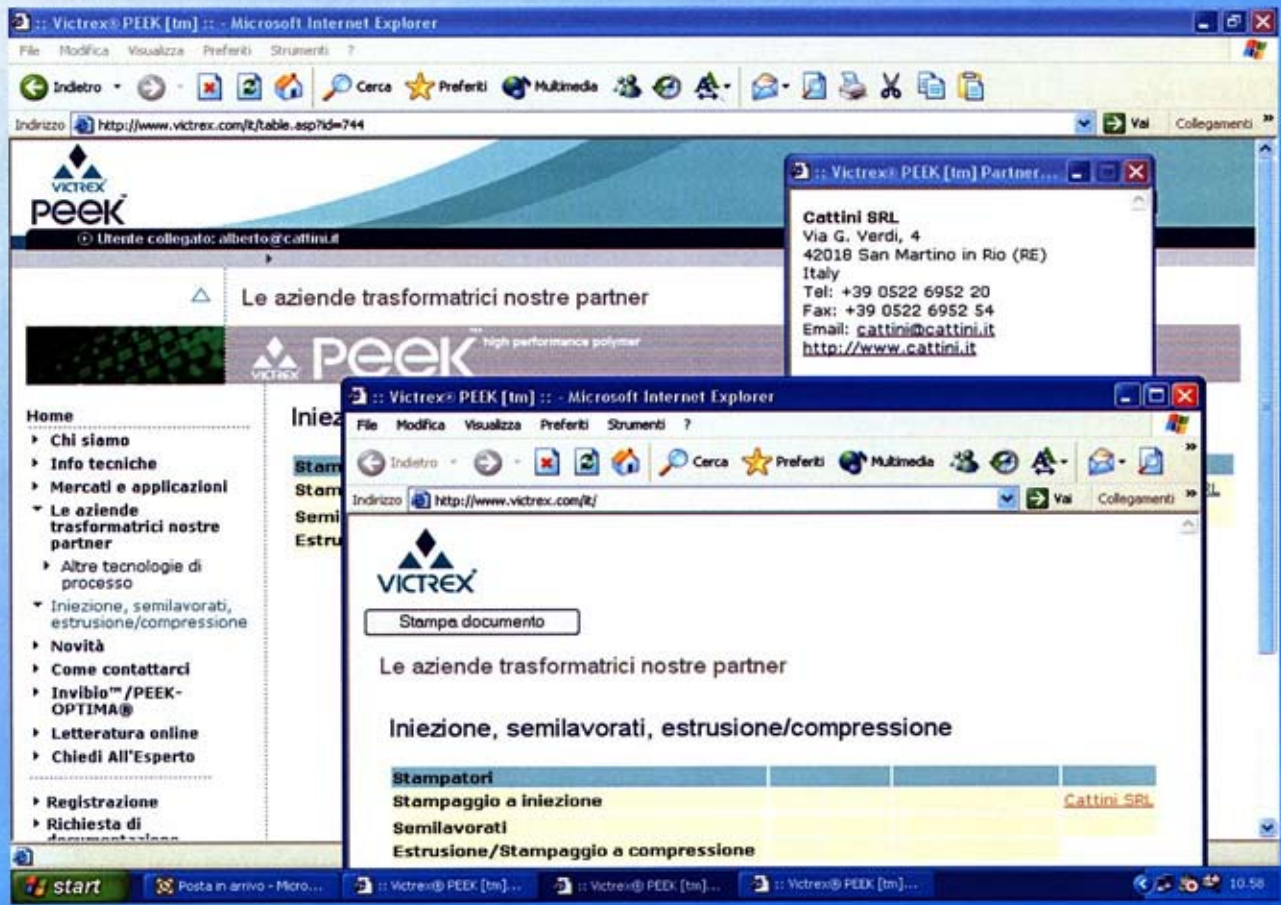 :: Victrex® PEEK [tm] :: - Microsoft Internet Explorer
File Modifica Visualizza Preferiti Strumenti ?
Indietro Cerca Preferiti Multimedia
Indirizzo http://www.victrex.com/it/table.asp?id=744 Vai Collegamenti »
VICTREX
PEEK™
Utente collegato: alberto@cattini.it
Le aziende trasformatrici nostre partner
VICTREX PEEK™ high performance polymer
Home
Chi siamo
Info tecniche
Mercati e applicazioni
Le aziende
trasformatrici nostre
partner
Altre tecnologie di
processo
Iniezione, semilavorati,
estrusione/compressione
Novità
Come contattarci
Invibio™/PEEK-
OPTIMA®
Letteratura online
Chiedi All'Esperto
Registrazione
Richiesta di
Iniez
Stam
Stam
Semi
Estru
:: Victrex® PEEK [tm] Partner...
Cattini SRL
Via G. Verdi, 4
42018 San Martino in Rio (RE)
Italy
Tel: +39 0522 6952 20
Fax: +39 0522 6952 54
Email: cattini@cattini.it
http://www.cattini.it
:: Victrex® PEEK [tm] :: - Microsoft Internet Explorer
File Modifica Visualizza Preferiti Strumenti ?
Indietro Cerca Preferiti Multimedia »
Indirizzo http://www.victrex.com/it/ Vai Collegamenti »
VICTREX
Stampa documento
Le aziende trasformatrici nostre partner
Iniezione, semilavorati, estrusione/compressione
Stampatori
Stampaggio a iniezione Cattini SRL
Semilavorati
Estrusione/Stampaggio a compressione
start Posta in arrivo - Micro... :: Victrex® PEEK [tm]... :: Victrex® PEEK [tm]... :: Victrex® PEEK [tm]... 10.58